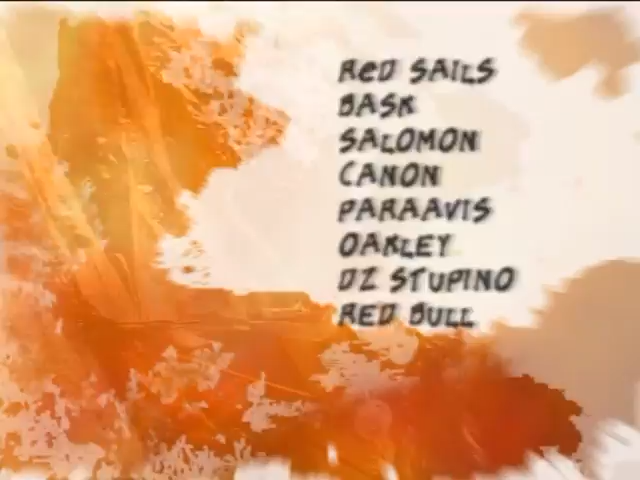 RED SAILS
BASK
SALOMON
CANON
PARAAVIS
OAKLEY
DZ STUPINO
RED BULL